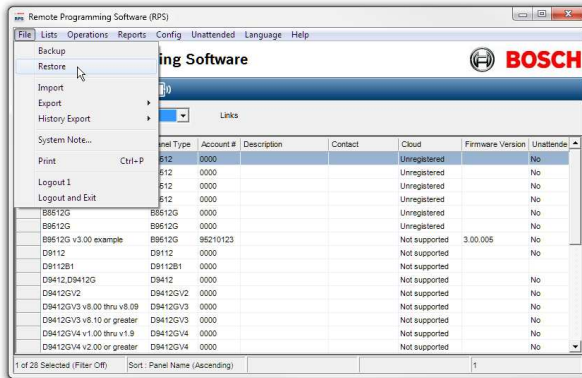 Remote Programming Software (RPS)
File Lists Operations Reports Config Unattended Language Help
Backup
Restore
Import
Export
History Export
System Note...
Print Ctrl+P
Logout 1
Logout and Exit
ing Software
BOSCH
Links
anel Type Account # Description Contact Cloud Firmware Version Unattende
512 0000 Unregistered No
512 0000 Unregistered No
512 0000 Unregistered No
512 0000 Unregistered No
B8512G B8512G 0000 Unregistered No
B9512G B9512G 0000 Unregistered No
B9512G v3.00 example B9512G 95210123 Not supported 3.00.005 No
D9112 D9112 0000 Not supported No
D9112B1 D9112B1 0000 Not supported
D9412,D9412G D9412 0000 Not supported No
D9412GV2 D9412GV2 0000 Not supported No
D9412GV3 v8.00 thru v8.09 D9412GV3 0000 Not supported No
D9412GV3 v8.10 or greater D9412GV3 0000 Not supported No
D9412GV4 v1.00 thru v1.9 D9412GV4 0000 Not supported No
D9412GV4 v2.00 or greater D9412GV4 0000 Not supported No
1 of 28 Selected (Filter Off) Sort : Panel Name (Ascending) 1